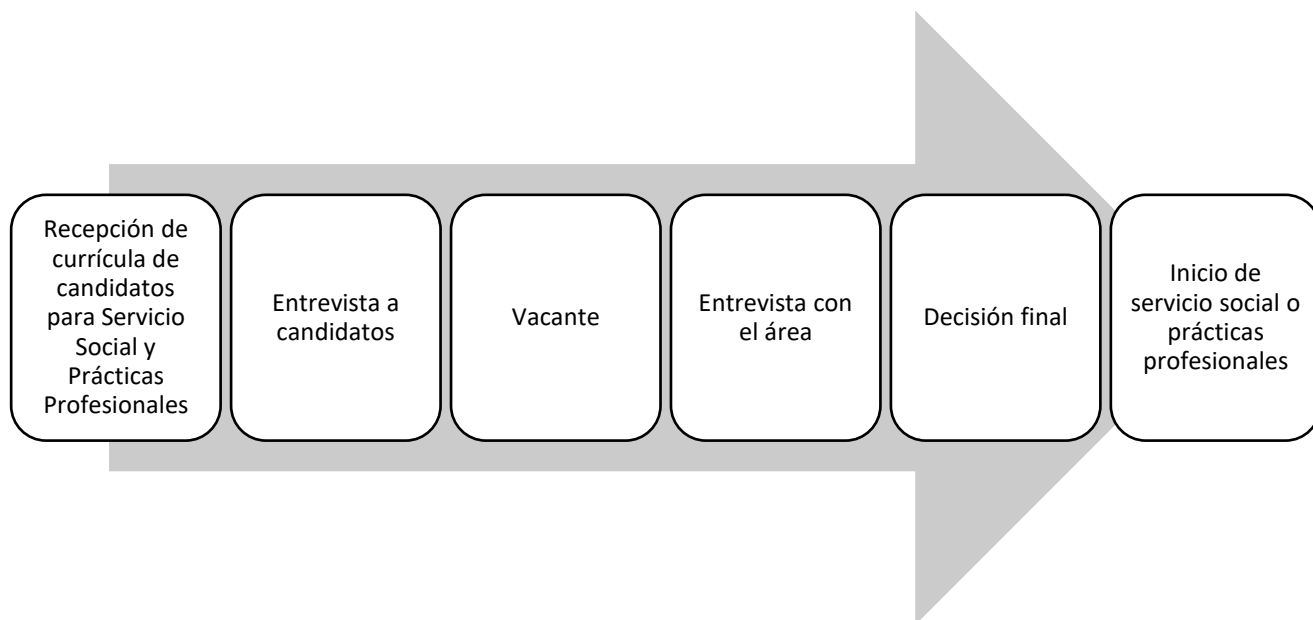 Recepción de
currícula de
candidatos
para Servicio
Social y
Prácticas
Profesionales
Entrevista a
candidatos
Vacante
Entrevista con
el área
Decisión final
Inicio de
servicio social o
prácticas
profesionales